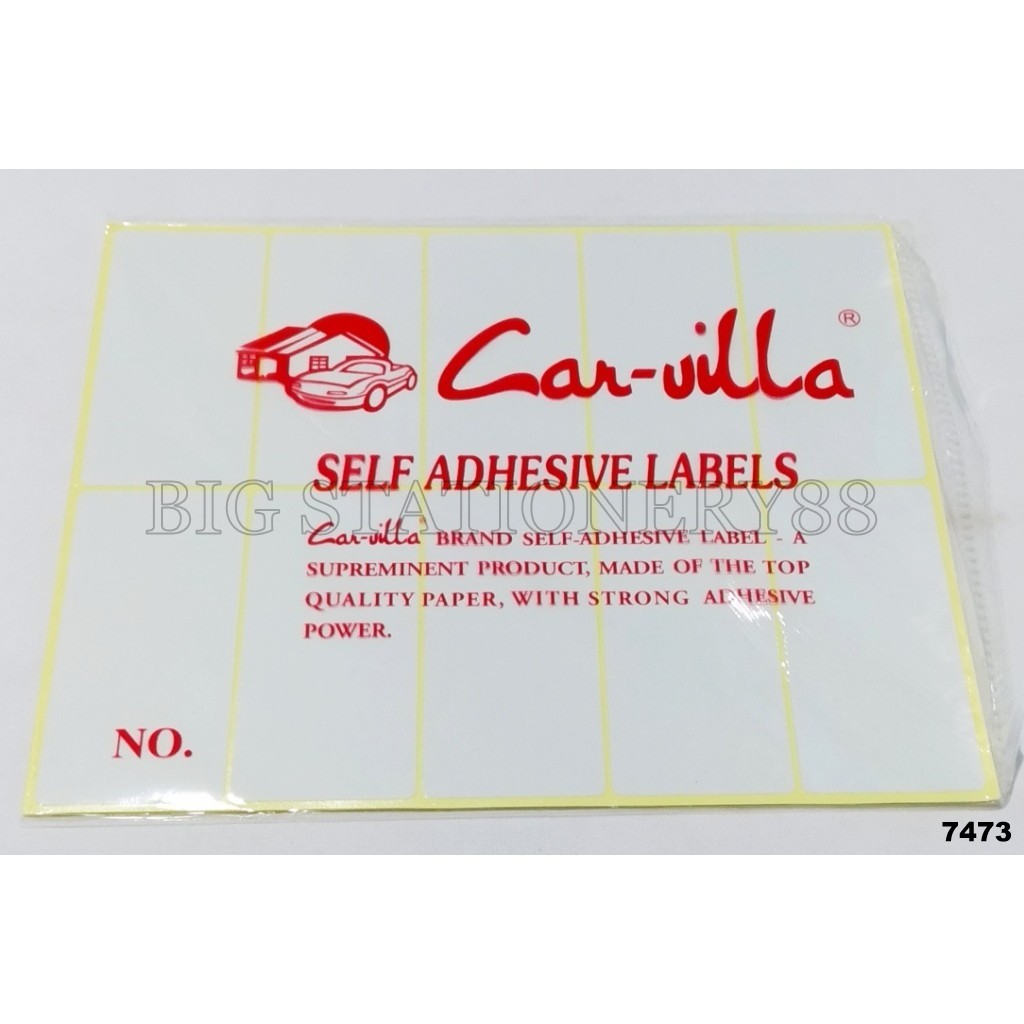 Car-villa ®
SELF ADHESIVE LABELS
BIG STATIONERY88
Car-villa® BRAND SELF-ADHESIVE LABEL - A
SUPREMINENT PRODUCT, MADE OF THE TOP
QUALITY PAPER, WITH STRONG ADHESIVE
POWER.
NO.
7473